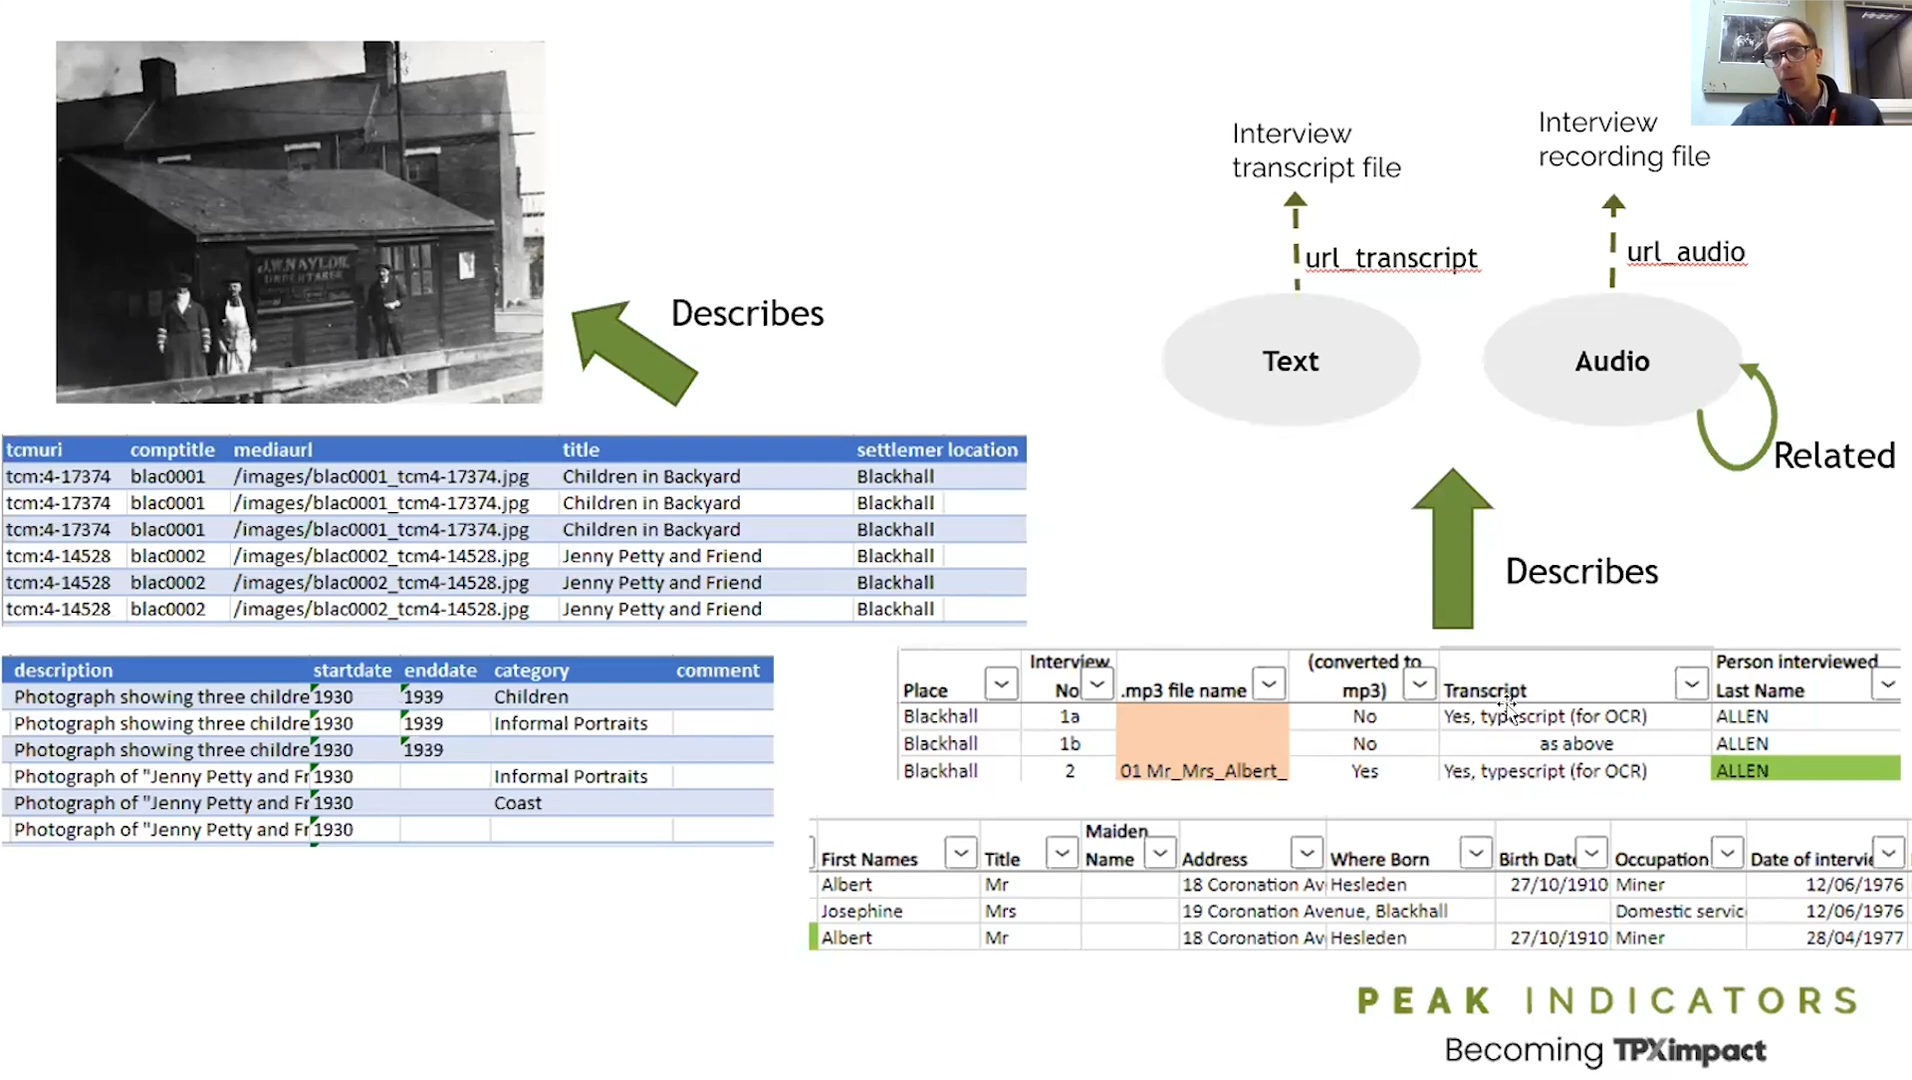 J.W. NAYLOR.
UNDERTAKER
Describes
Interview
transcript file
Interview
recording file
url_transcript
url_audio
Text
Audio
Related
Describes
tcmuri comptitle mediaurl title settlemer location
tcm:4-17374 blac0001 /images/blac0001_tcm4-17374.jpg Children in Backyard Blackhall
tcm:4-17374 blac0001 /images/blac0001_tcm4-17374.jpg Children in Backyard Blackhall
tcm:4-17374 blac0001 /images/blac0001_tcm4-17374.jpg Children in Backyard Blackhall
tcm:4-14528 blac0002 /images/blac0002_tcm4-14528.jpg Jenny Petty and Friend Blackhall
tcm:4-14528 blac0002 /images/blac0002_tcm4-14528.jpg Jenny Petty and Friend Blackhall
tcm:4-14528 blac0002 /images/blac0002_tcm4-14528.jpg Jenny Petty and Friend Blackhall
description startdate enddate category comment
Photograph showing three childre 1930 1939 Children
Photograph showing three childre 1930 1939 Informal Portraits
Photograph showing three childre 1930 1939
Photograph of "Jenny Petty and Fr 1930 Informal Portraits
Photograph of "Jenny Petty and Fr 1930 Coast
Photograph of "Jenny Petty and Fr 1930
Interview (converted to Person interviewed
Place No .mp3 file name mp3) Transcript Last Name
Blackhall 1a No Yes, typescript (for OCR) ALLEN
Blackhall 1b No as above ALLEN
Blackhall 2 01 Mr_Mrs_Albert_ Yes Yes, typescript (for OCR) ALLEN
Maiden
First Names Title Name Address Where Born Birth Date Occupation Date of intervie
Albert Mr 18 Coronation Av Hesleden 27/10/1910 Miner 12/06/1976
Josephine Mrs 19 Coronation Avenue, Blackhall Domestic servic 12/06/1976
Albert Mr 18 Coronation Av Hesleden 27/10/1910 Miner 28/04/1977
PEAK INDICATORS
Becoming TPXimpact